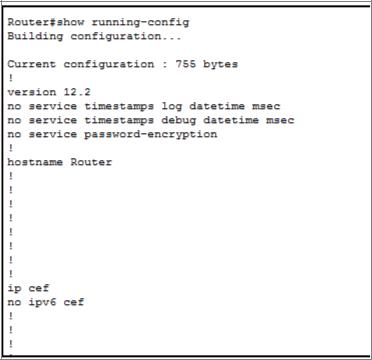 Router#show running-config
Building configuration...
Current configuration : 755 bytes
!
version 12.2
no service timestamps log datetime msec
no service timestamps debug datetime msec
no service password-encryption
!
hostname Router
!
!
!
!
!
!
!
!
ip cef
no ipv6 cef
!
!
!